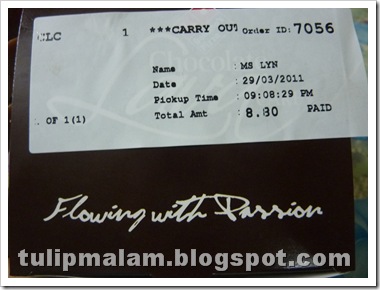 CLC 1 ***CARRY OUT Order ID: 7056
Name : MS LYN
Date : 29/03/2011
Pickup Time : 09:08:29 PM
. OF 1(1) Total Amt : 8.80 PAID
Flowing with Passion
tulipmalam.blogspot.com